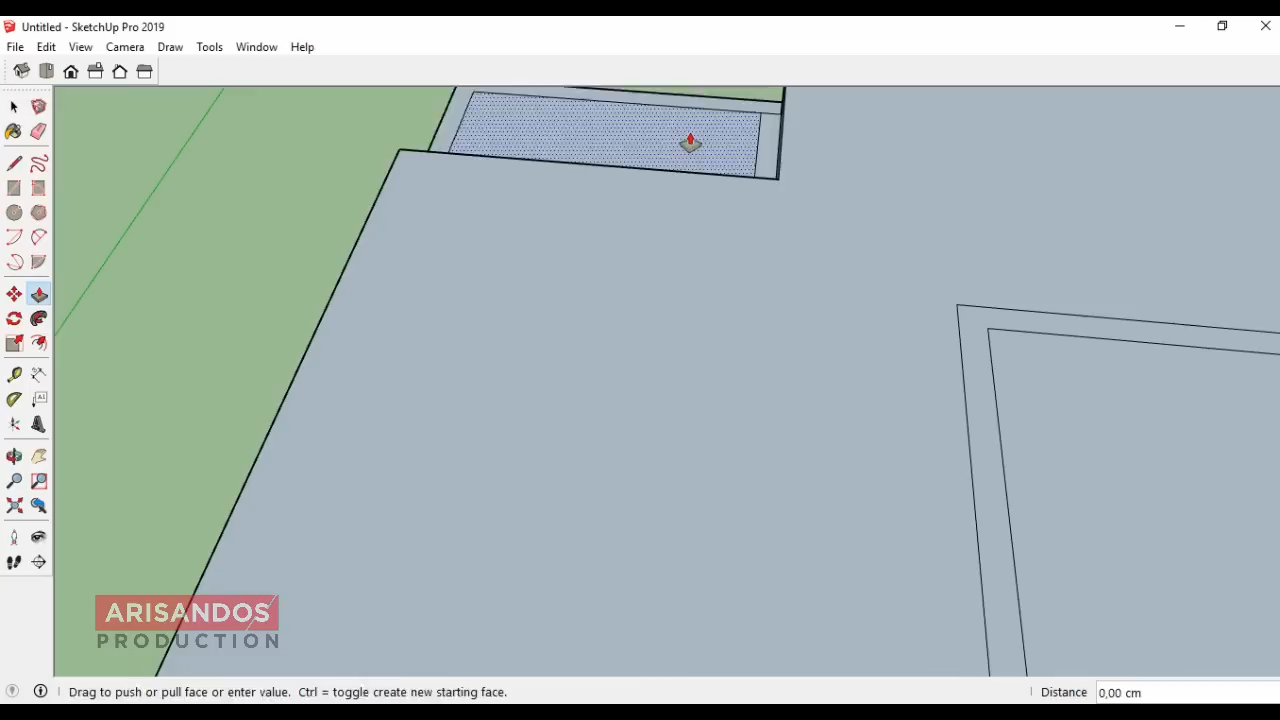 Untitled - SketchUp Pro 2019
File Edit View Camera Draw Tools Window Help
A1
ARISANDOS
PRODUCTION
Drag to push or pull face or enter value. Ctrl = toggle create new starting face.
Distance 0,00 cm